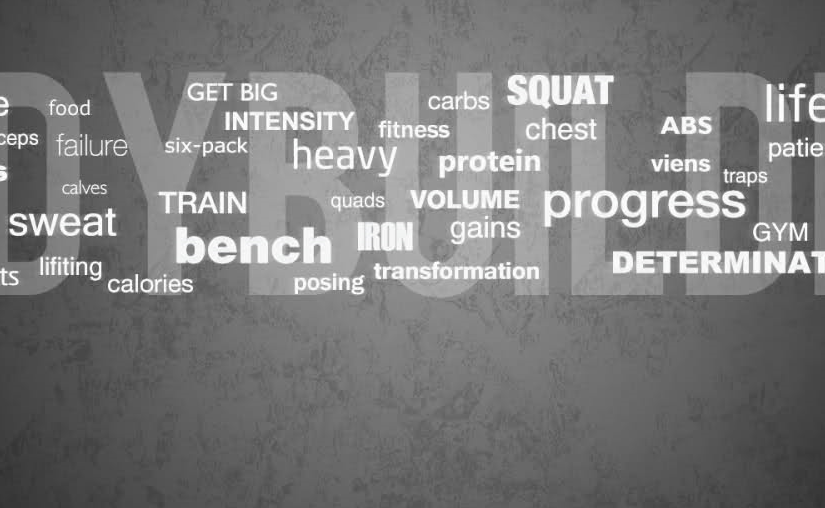 DYBUILDI
GET BIG
SQUAT
life
e
food
carbs
INTENSITY
fitness
chest
ABS
ceps
failure
six-pack
heavy
protein
viens
patie
s
calves
traps
TRAIN
quads
VOLUME
progress
sweat
bench
IRON
gains
GYM
ts
lifiting
calories
posing
transformation
DETERMINAT